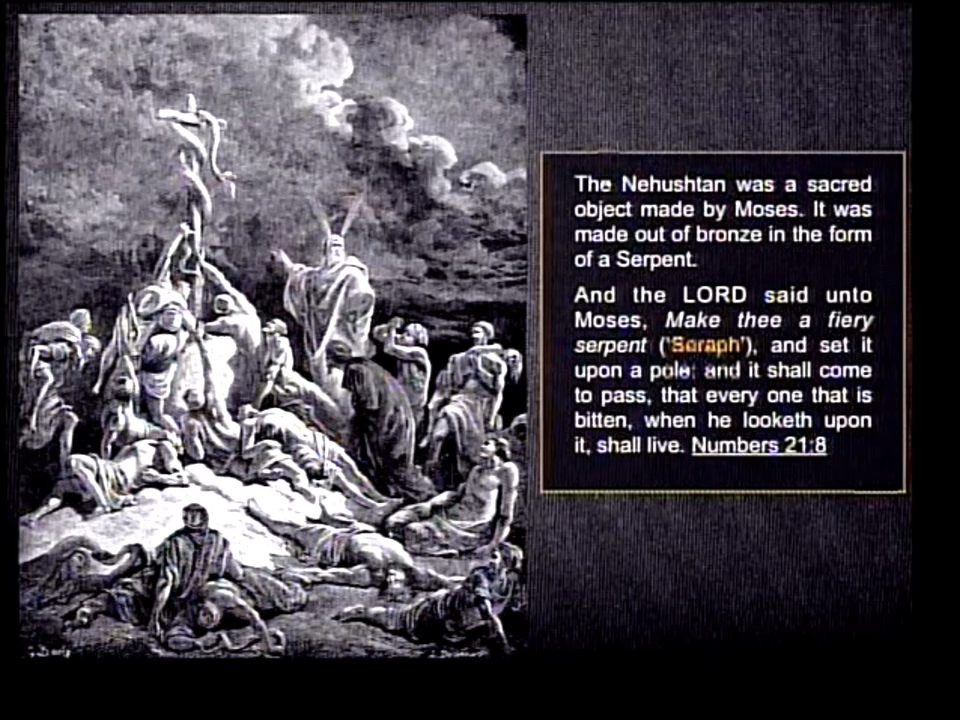 The Nehushtan was a sacred
object made by Moses. It was
made out of bronze in the form
of a Serpent.
And the LORD said unto
Moses, Make thee a fiery
serpent ('Seraph'), and set it
upon a pole: and it shall come
to pass, that every one that is
bitten, when he looketh upon
it, shall live. Numbers 21:8